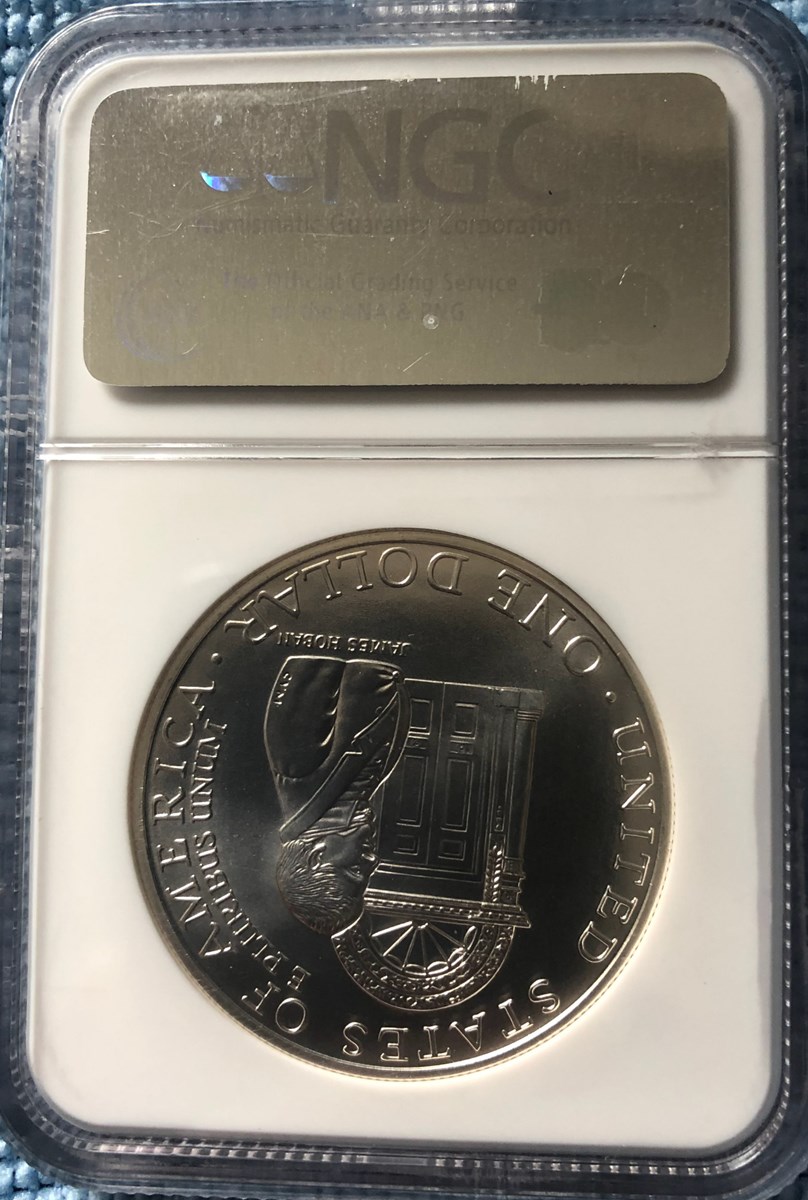 NGC
Numismatic Guaranty Corporation
The Official Grading Service
of the ANA & PNG
UNITED STATES OF AMERICA
E PLURIBUS UNUM
JAMES HOBAN
· ONE DOLLAR ·